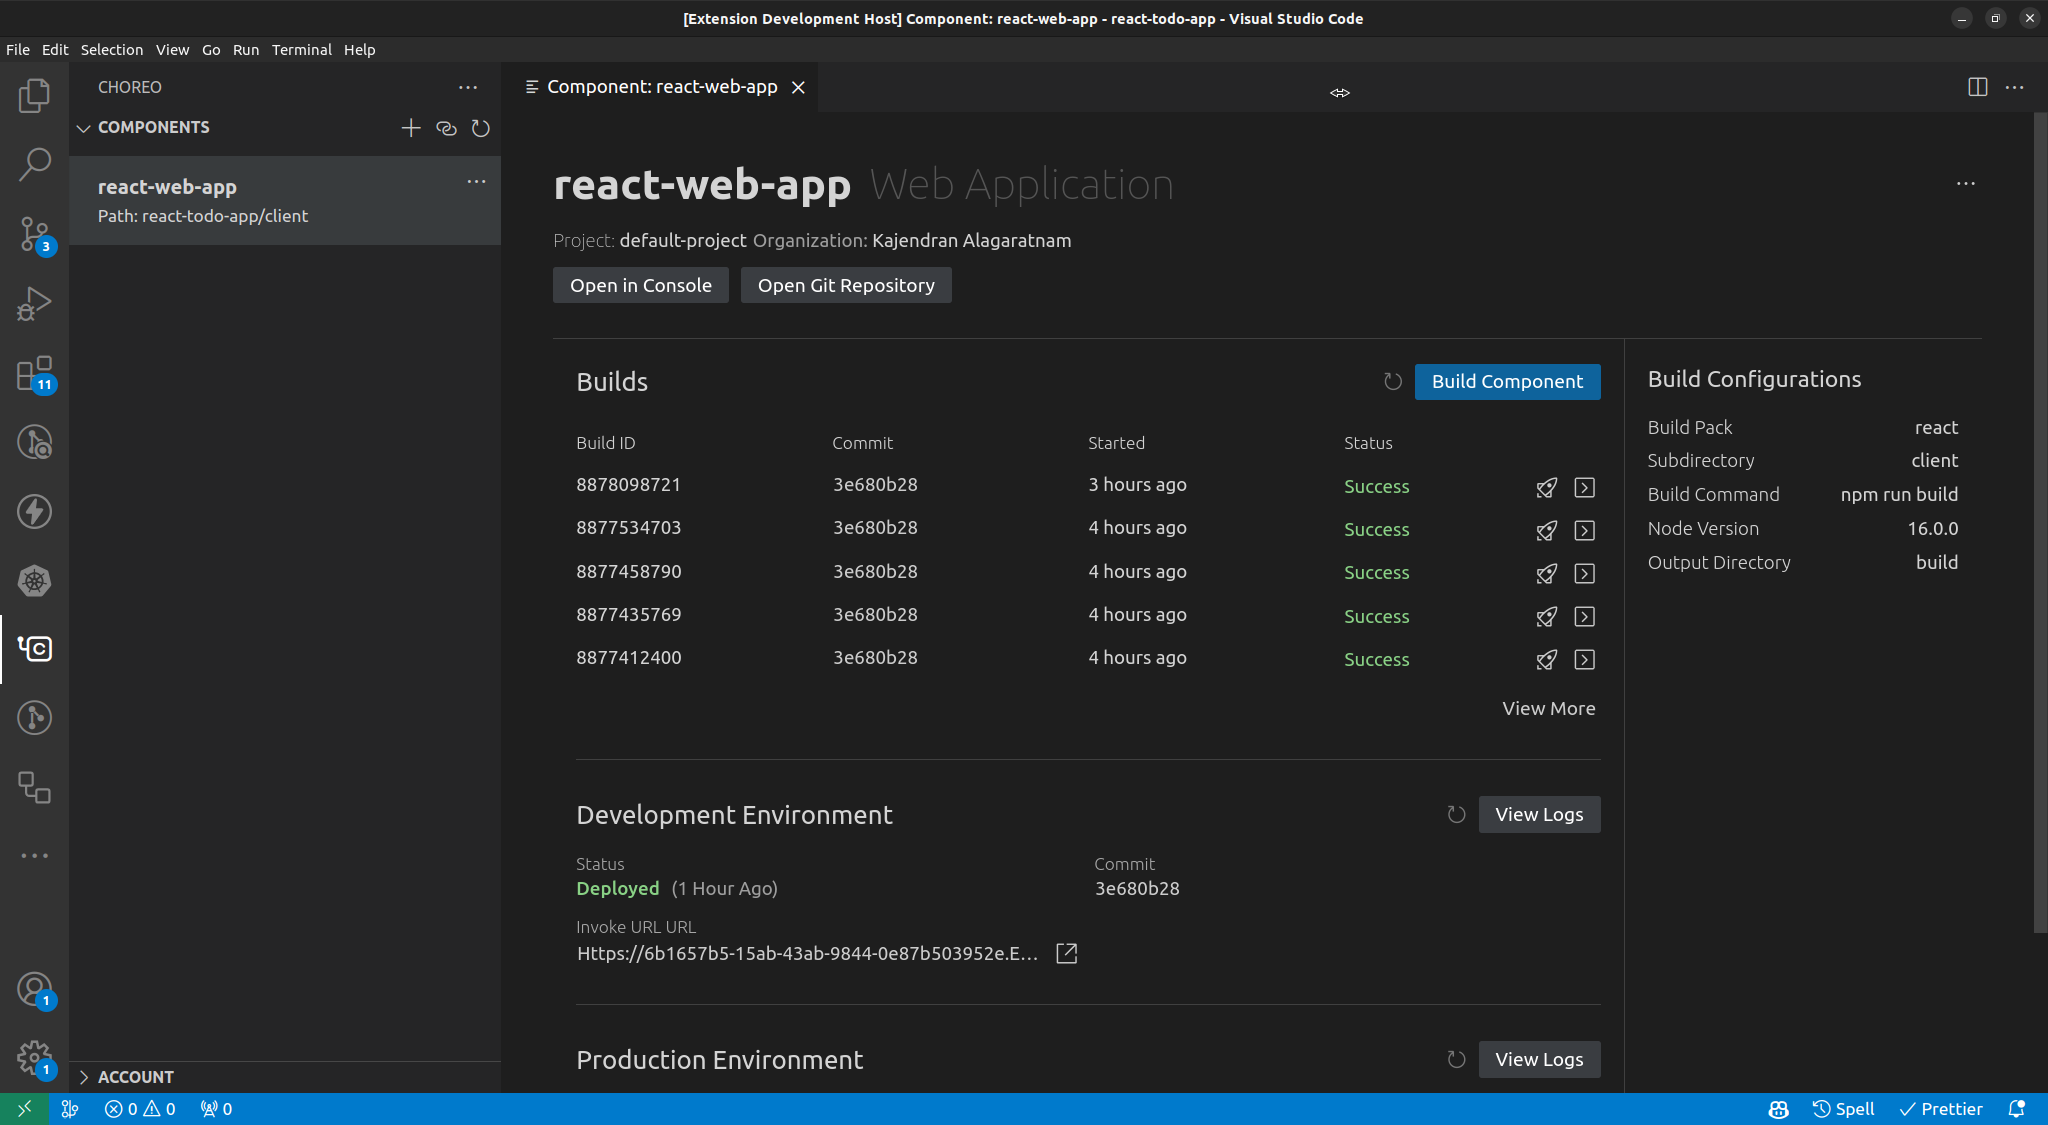 [Extension Development Host] Component: react-web-app - react-todo-app - Visual Studio Code
File Edit Selection View Go Run Terminal Help
CHOREO
COMPONENTS
react-web-app
Path: react-todo-app/client
3
11
1
1
ACCOUNT
Component: react-web-app
react-web-app Web Application
Project: default-project Organization: Kajendran Alagaratnam
Open in Console Open Git Repository
Builds Build Component
Build ID Commit Started Status
8878098721 3e680b28 3 hours ago Success
8877534703 3e680b28 4 hours ago Success
8877458790 3e680b28 4 hours ago Success
8877435769 3e680b28 4 hours ago Success
8877412400 3e680b28 4 hours ago Success
View More
Development Environment View Logs
Status Commit
Deployed (1 Hour Ago) 3e680b28
Invoke URL URL
Https://6b1657b5-15ab-43ab-9844-0e87b503952e.E...
Production Environment View Logs
Build Configurations
Build Pack react
Subdirectory client
Build Command npm run build
Node Version 16.0.0
Output Directory build
0 0 0 Spell Prettier